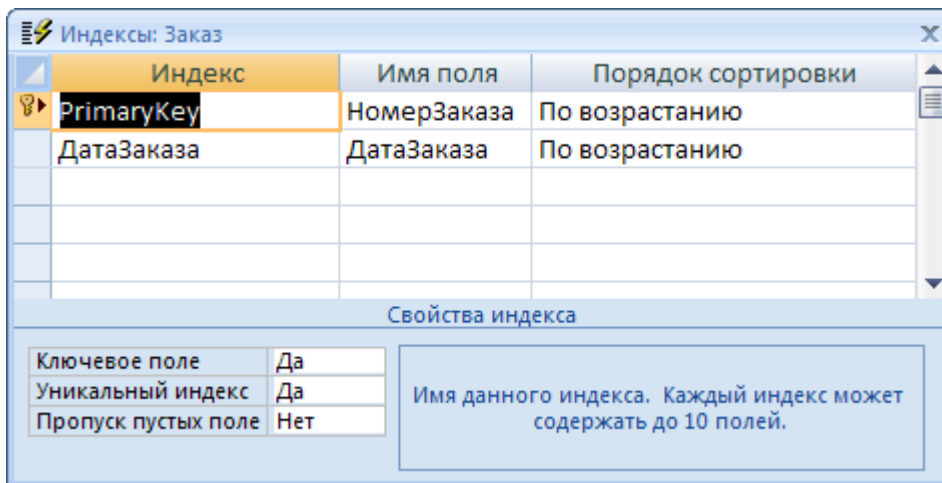 Индексы: Заказ
Индекс Имя поля Порядок сортировки
PrimaryKey НомерЗаказа По возрастанию
ДатаЗаказа ДатаЗаказа По возрастанию
Свойства индекса
Ключевое поле Да
Уникальный индекс Да
Пропуск пустых поле Нет
Имя данного индекса. Каждый индекс может
содержать до 10 полей.